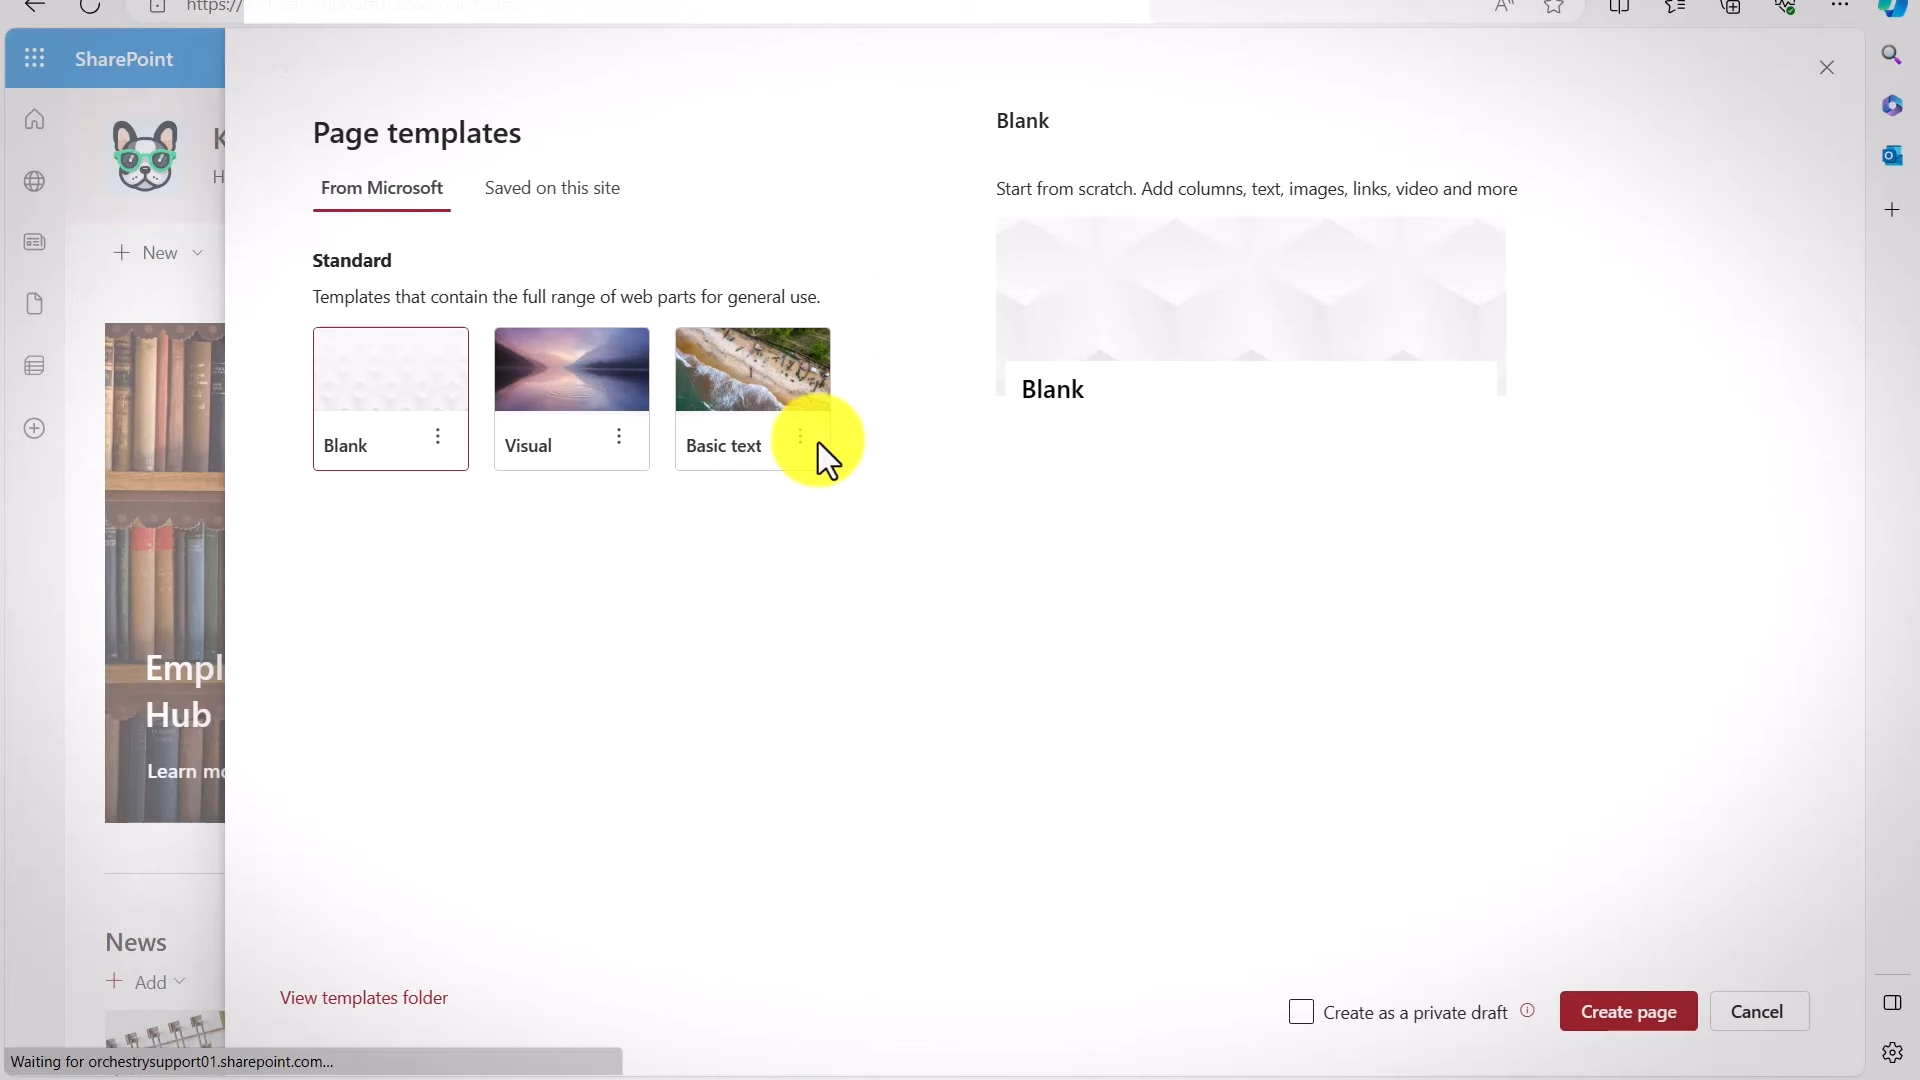 https://
SharePoint
K
H
New
Empl
Hub
Learn mo
News
Add
Page templates
From Microsoft
Saved on this site
Standard
Templates that contain the full range of web parts for general use.
Blank
Visual
Basic text
View templates folder
Blank
Start from scratch. Add columns, text, images, links, video and more
Blank
Create as a private draft
Create page
Cancel
Waiting for orchestrysupport01.sharepoint.com...